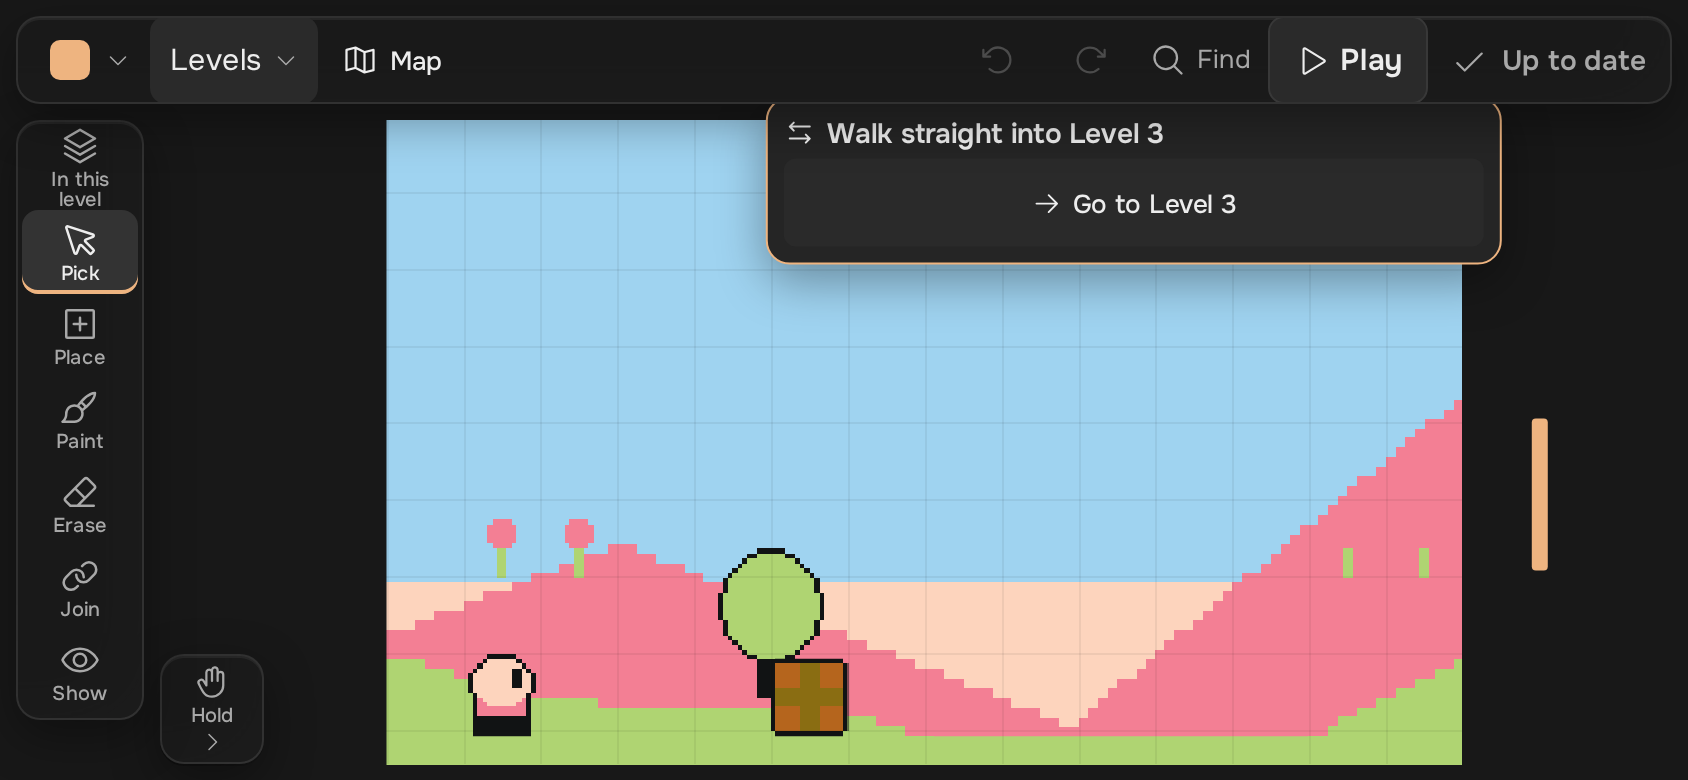 Levels
Map
Find
Play
Up to date
Walk straight into Level 3
Go to Level 3
In this
level
Pick
Place
Paint
Erase
Join
Show
Hold